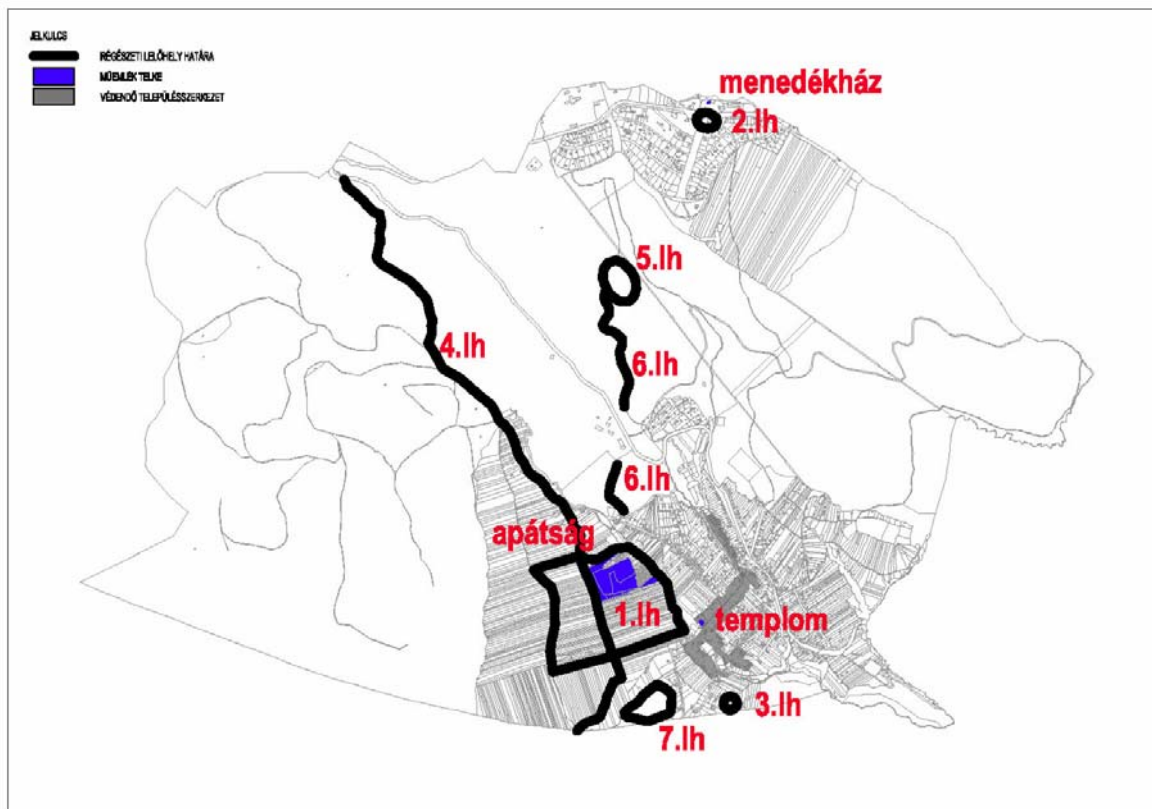 JELKULCS
RÉGÉSZETI LELŐHELY HATÁRA
MŰEMLÉK TELKE
VÉDENDŐ TELEPÜLÉSSZERKEZET
menedékház
2.lh
5.lh
4.lh
6.lh
6.lh
apátság
1.lh
templom
3.lh
7.lh